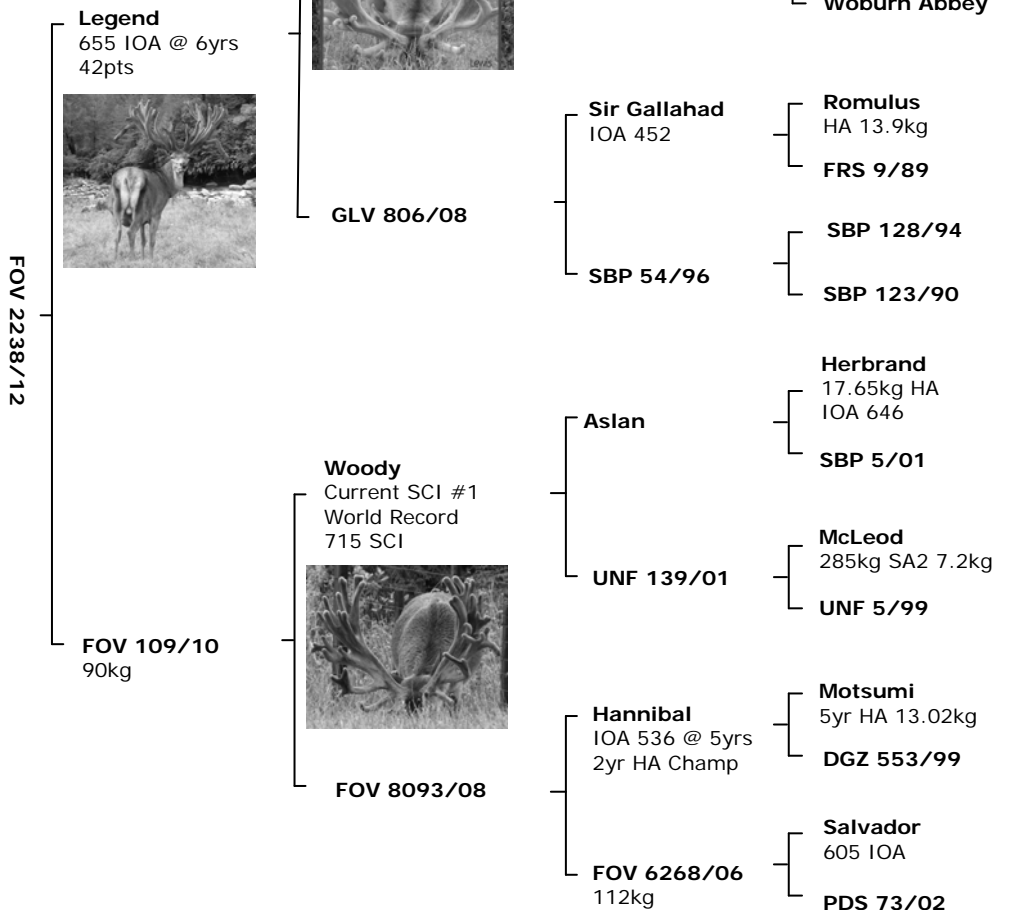 Woburn Abbey
Legend
655 IOA @ 6yrs
42pts
Sir Gallahad
IOA 452
Romulus
HA 13.9kg
FRS 9/89
GLV 806/08
SBP 128/94
SBP 54/96
SBP 123/90
FOV 2238/12
Herbrand
17.65kg HA
IOA 646
Aslan
SBP 5/01
Woody
Current SCI #1
World Record
715 SCI
McLeod
285kg SA2 7.2kg
UNF 139/01
UNF 5/99
FOV 109/10
90kg
Hannibal
IOA 536 @ 5yrs
2yr HA Champ
Motsumi
5yr HA 13.02kg
DGZ 553/99
FOV 8093/08
Salvador
605 IOA
FOV 6268/06
112kg
PDS 73/02